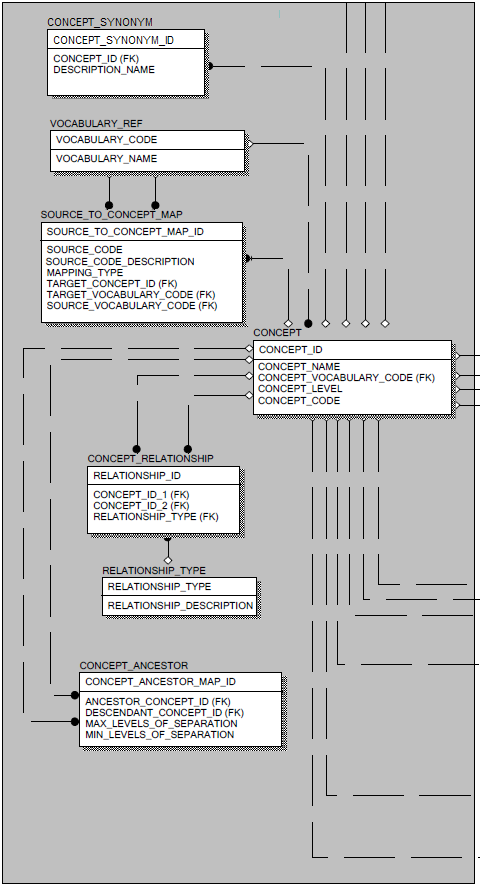 CONCEPT_SYNONYM
CONCEPT_SYNONYM_ID
CONCEPT_ID (FK)
DESCRIPTION_NAME
VOCABULARY_REF
VOCABULARY_CODE
VOCABULARY_NAME
SOURCE_TO_CONCEPT_MAP
SOURCE_TO_CONCEPT_MAP_ID
SOURCE_CODE
SOURCE_CODE_DESCRIPTION
MAPPING_TYPE
TARGET_CONCEPT_ID (FK)
TARGET_VOCABULARY_CODE (FK)
SOURCE_VOCABULARY_CODE (FK)
CONCEPT
CONCEPT_ID
CONCEPT_NAME
CONCEPT_VOCABULARY_CODE (FK)
CONCEPT_LEVEL
CONCEPT_CODE
CONCEPT_RELATIONSHIP
RELATIONSHIP_ID
CONCEPT_ID_1 (FK)
CONCEPT_ID_2 (FK)
RELATIONSHIP_TYPE (FK)
RELATIONSHIP_TYPE
RELATIONSHIP_TYPE
RELATIONSHIP_DESCRIPTION
CONCEPT_ANCESTOR
CONCEPT_ANCESTOR_MAP_ID
ANCESTOR_CONCEPT_ID (FK)
DESCENDANT_CONCEPT_ID (FK)
MAX_LEVELS_OF_SEPARATION
MIN_LEVELS_OF_SEPARATION